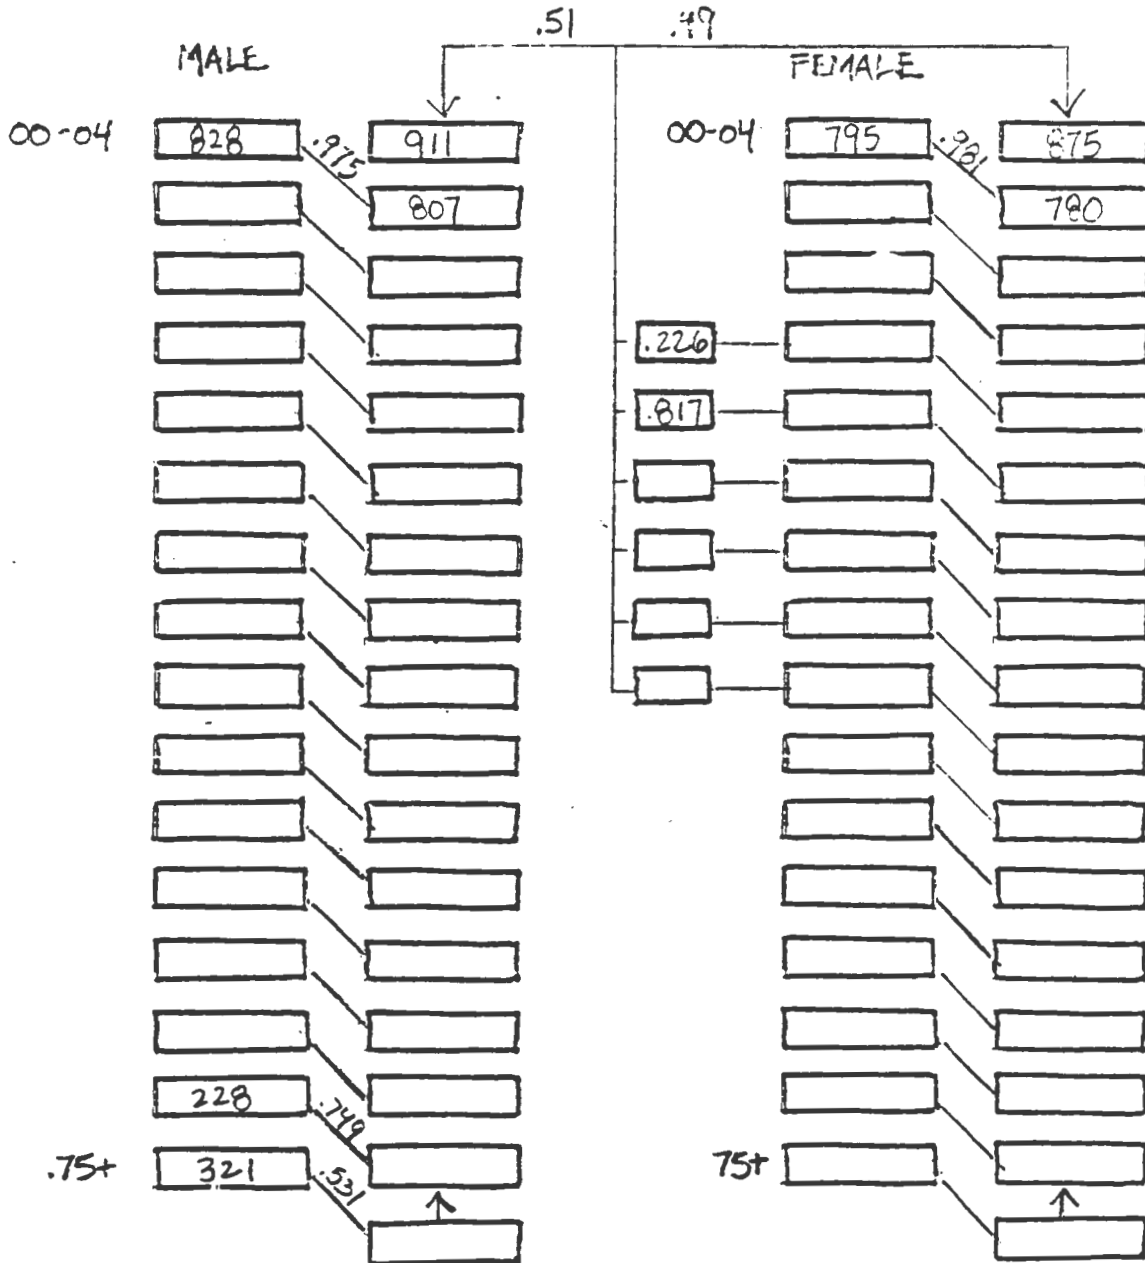 .51 .49
MALE FEMALE
00-04 828 .975 911 00-04 795 .981 875
807 780
.226
.817
228 .749
.75+ 321 .531 75+